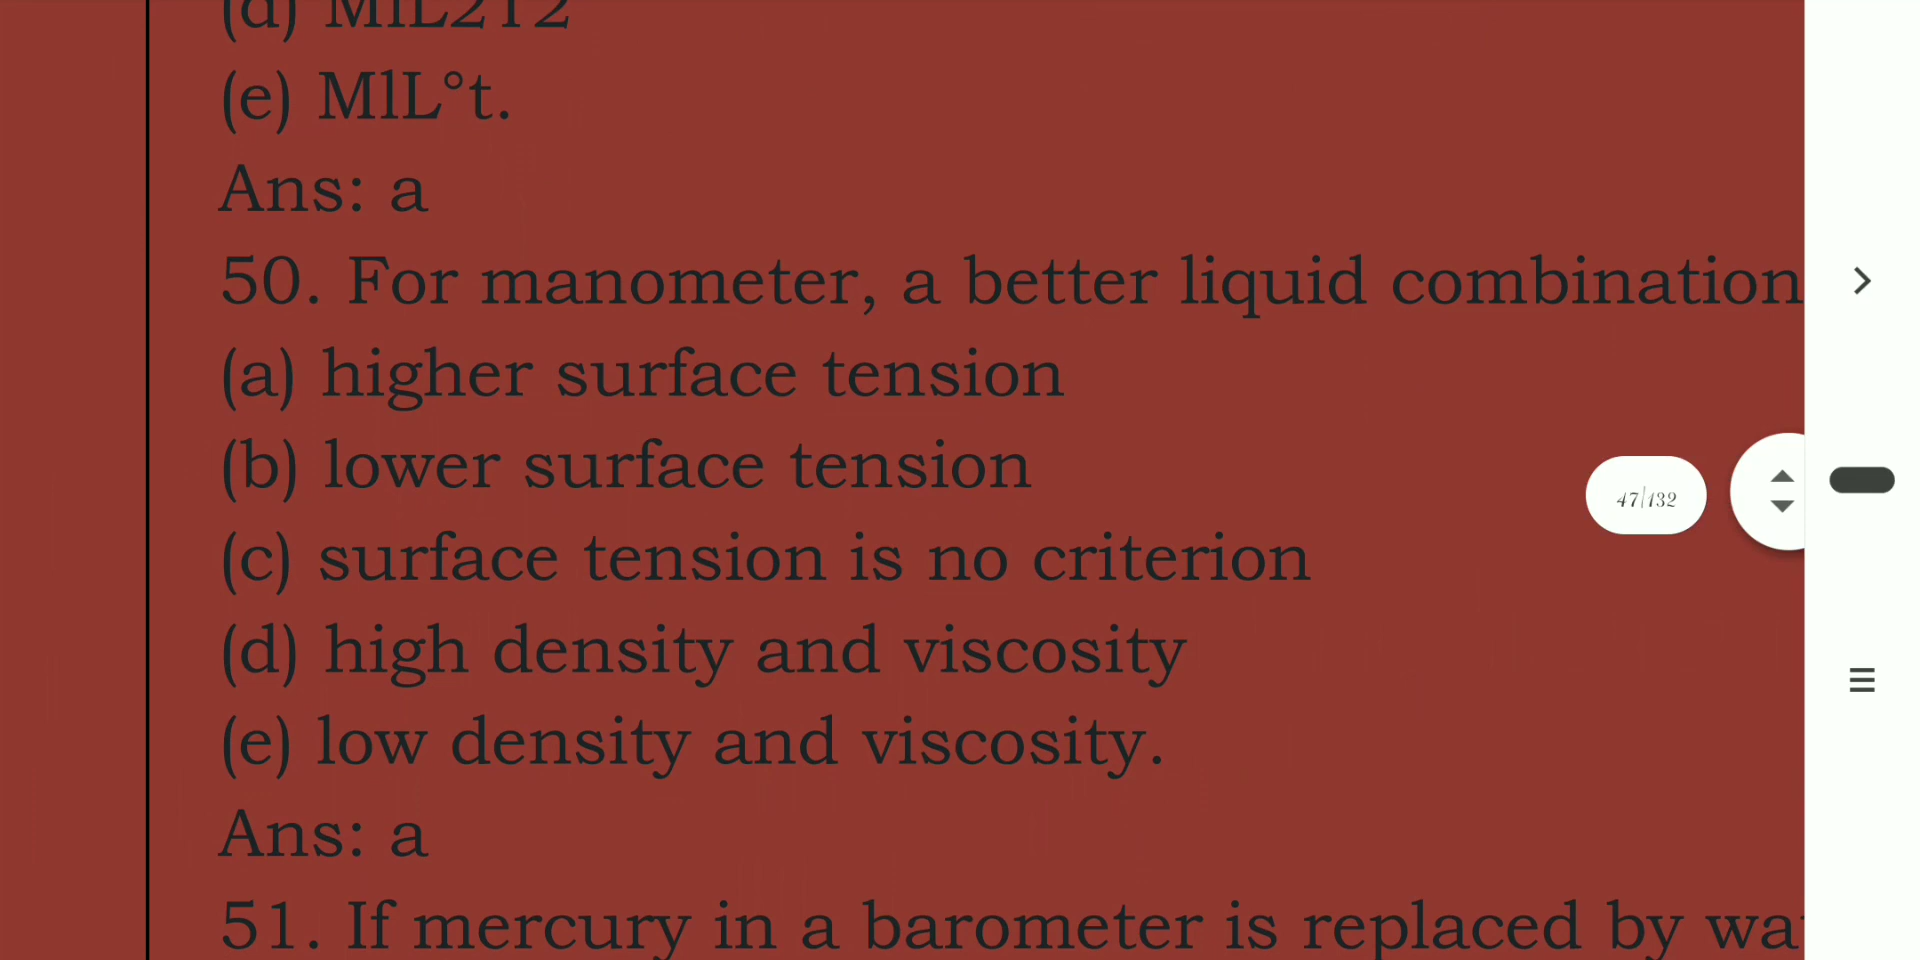 (d) M1L2T2
(e) MlL°t.
Ans: a
50. For manometer, a better liquid combination
(a) higher surface tension
(b) lower surface tension
(c) surface tension is no criterion
(d) high density and viscosity
47/132
(e) low density and viscosity.
Ans: a
51. If mercury in a barometer is replaced by wa